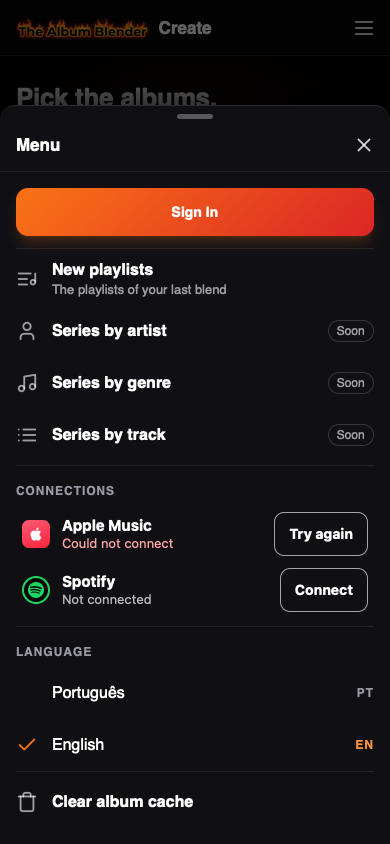 The Album Blender Create
Pick the albums.
Menu
Sign In
New playlists
The playlists of your last blend
Series by artist Soon
Series by genre Soon
Series by track Soon
CONNECTIONS
Apple Music
Could not connect
Try again
Spotify
Not connected
Connect
LANGUAGE
Português PT
English EN
Clear album cache